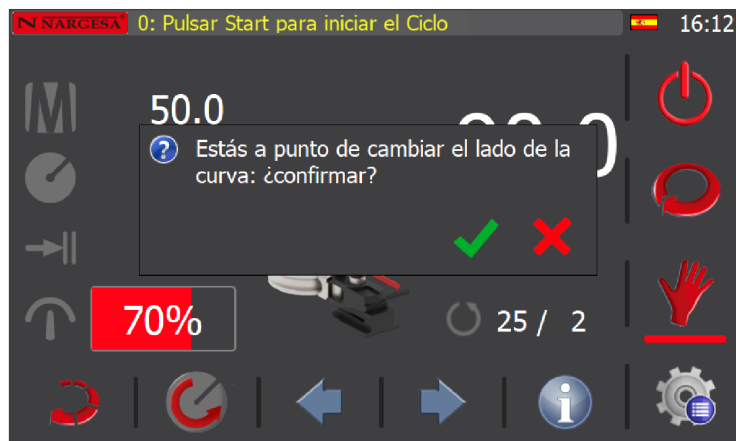 NARGESA 0: Pulsar Start para iniciar el Ciclo 16:12
50.0
Estás a punto de cambiar el lado de la
curva: ¿confirmar?
70%
25 / 2